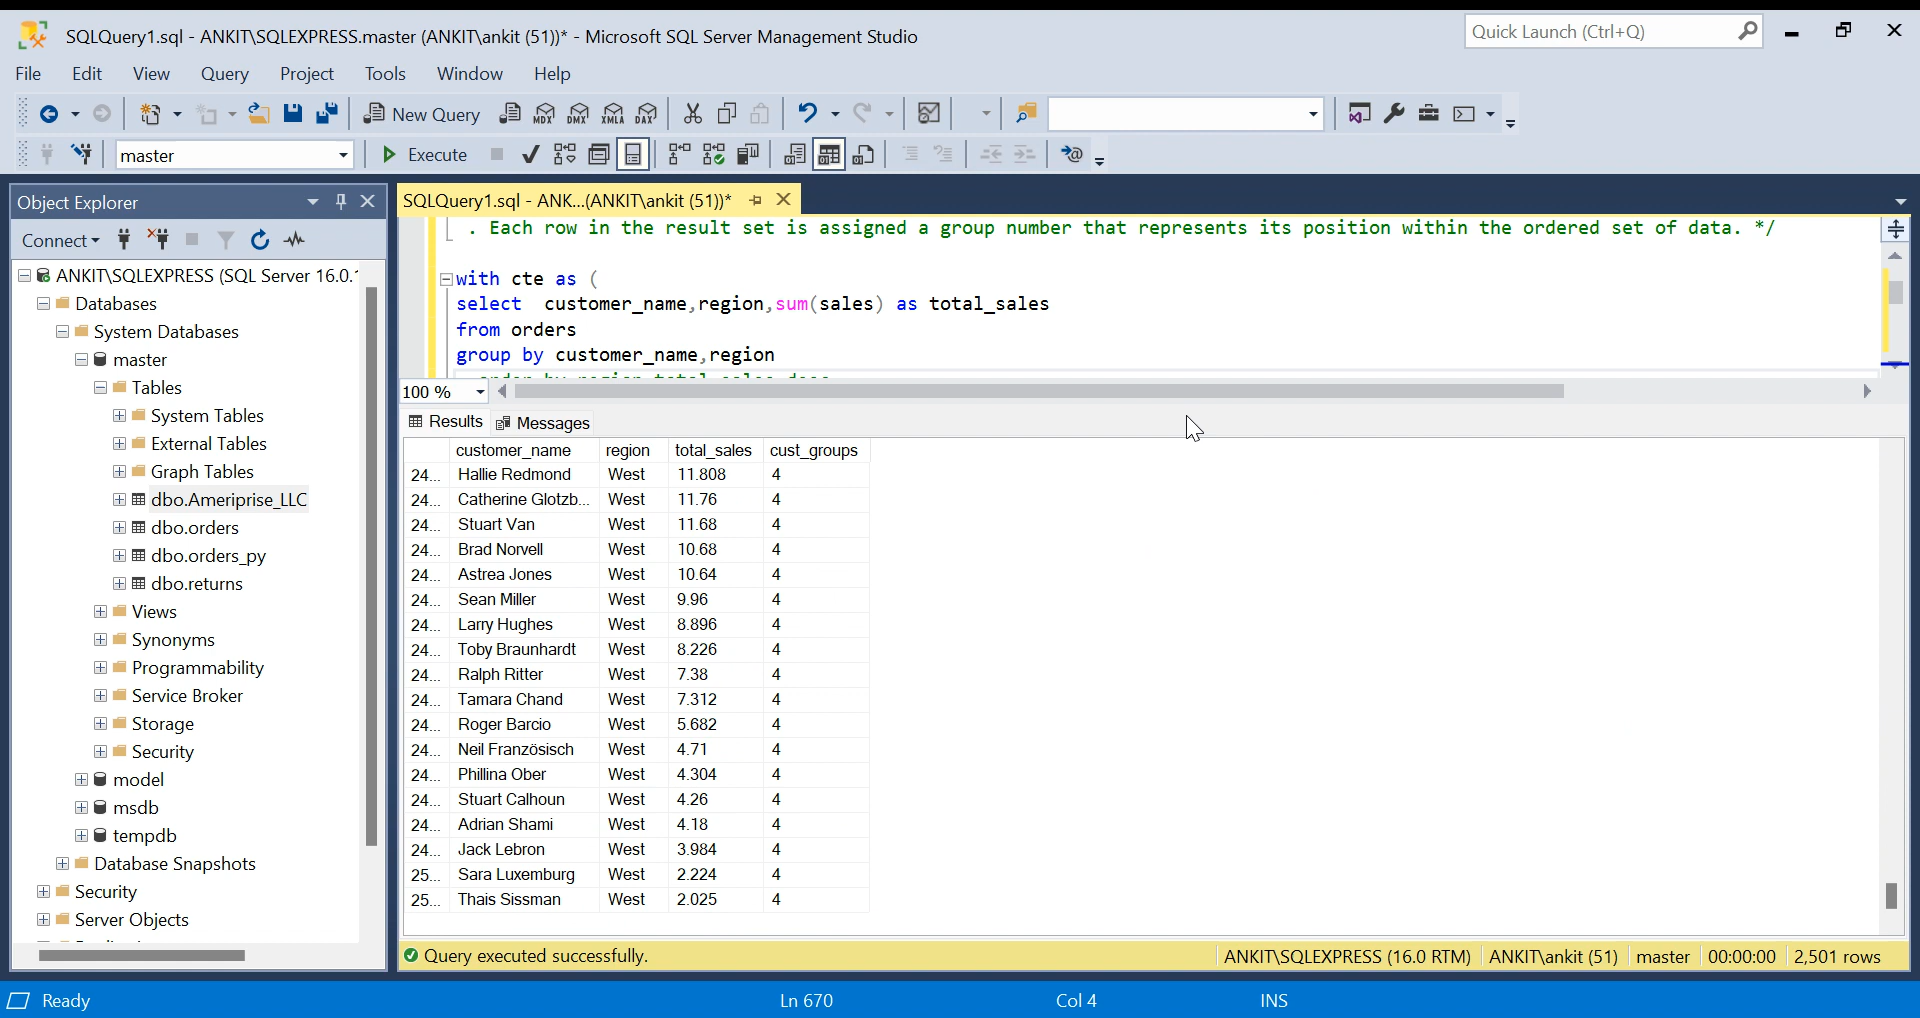 SQLQuery1.sql - ANKIT\SQLEXPRESS.master (ANKIT\ankit (51))* - Microsoft SQL Server Management Studio
Quick Launch (Ctrl+Q)
File Edit View Query Project Tools Window Help
New Query MDX DMX XMLA DAX
master Execute
Object Explorer
Connect
ANKIT\SQLEXPRESS (SQL Server 16.0.
Databases
System Databases
master
Tables
System Tables
External Tables
Graph Tables
dbo.Ameriprise_LLC
dbo.orders
dbo.orders_py
dbo.returns
Views
Synonyms
Programmability
Service Broker
Storage
Security
model
msdb
tempdb
Database Snapshots
Security
Server Objects
SQLQuery1.sql - ANK...(ANKIT\ankit (51))*
. Each row in the result set is assigned a group number that represents its position within the ordered set of data. */
with cte as (
select customer_name,region,sum(sales) as total_sales
from orders
group by customer_name,region
100 %
Results Messages
customer_name region total_sales cust_groups
24... Hallie Redmond West 11.808 4
24... Catherine Glotzb... West 11.76 4
24... Stuart Van West 11.68 4
24... Brad Norvell West 10.68 4
24... Astrea Jones West 10.64 4
24... Sean Miller West 9.96 4
24... Larry Hughes West 8.896 4
24... Toby Braunhardt West 8.226 4
24... Ralph Ritter West 7.38 4
24... Tamara Chand West 7.312 4
24... Roger Barcio West 5.682 4
24... Neil Französisch West 4.71 4
24... Phillina Ober West 4.304 4
24... Stuart Calhoun West 4.26 4
24... Adrian Shami West 4.18 4
24... Jack Lebron West 3.984 4
25... Sara Luxemburg West 2.224 4
25... Thais Sissman West 2.025 4
Query executed successfully. ANKIT\SQLEXPRESS (16.0 RTM) ANKIT\ankit (51) master 00:00:00 2,501 rows
Ready Ln 670 Col 4 INS